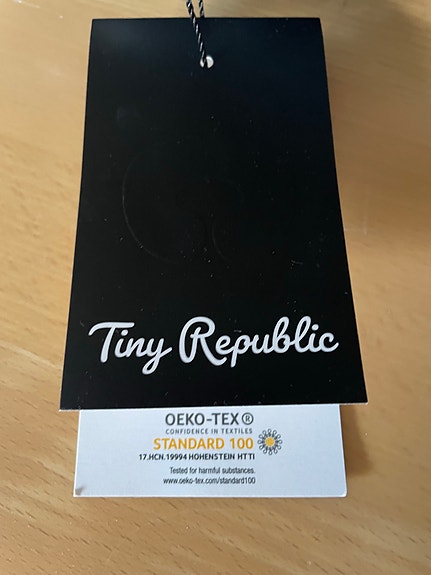 Tiny Republic
OEKO-TEX®
CONFIDENCE IN TEXTILES
STANDARD 100
17.HCN.19994 HOHENSTEIN HTTI
Tested for harmful substances.
www.oeko-tex.com/standard100